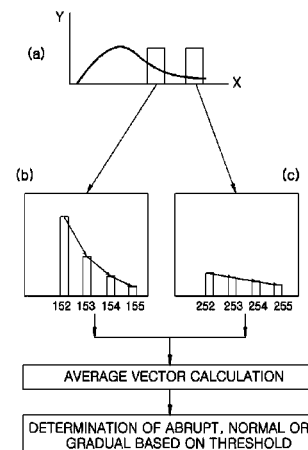 Y
(a)
X
(b)
(c)
152 153 154 155
252 253 254 255
AVERAGE VECTOR CALCULATION
DETERMINATION OF ABRUPT, NORMAL OR
GRADUAL BASED ON THRESHOLD